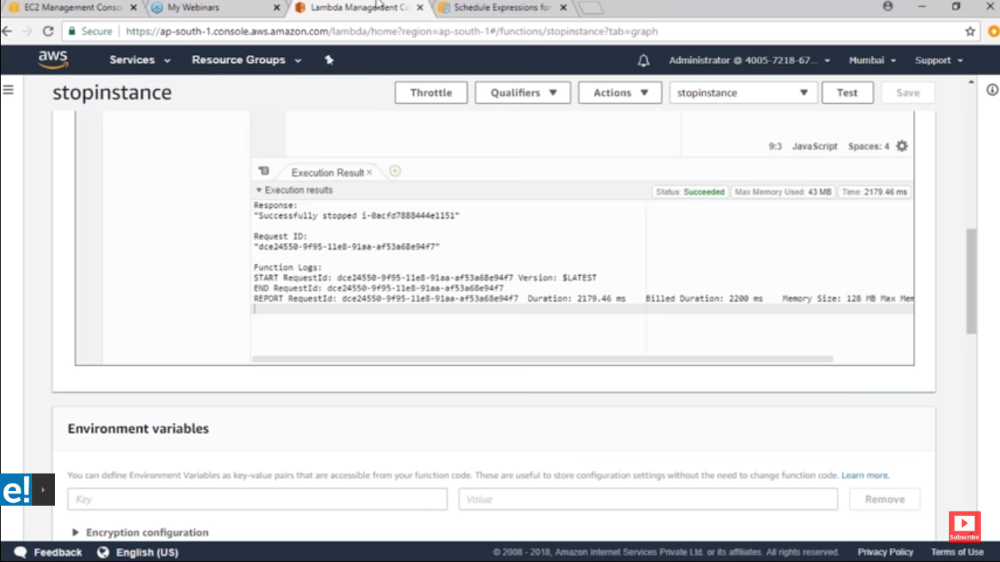 EC2 Management Conso
My Webinars
Lambda Management Co
Schedule Expressions for
Secure
https://ap-south-1.console.aws.amazon.com/lambda/home?region=ap-south-1#/functions/stopinstance?tab=graph
aws
Services
Resource Groups
Administrator @ 4005-7218-67...
Mumbai
Support
stopinstance
Throttle
Qualifiers
Actions
stopinstance
Test
Save
9:3 JavaScript Spaces: 4
Execution Result
Execution results
Status: Succeeded
Max Memory Used: 43 MB
Time: 2179.46 ms
Response:
"Successfully stopped i-0acfd7888444e1151"
Request ID:
"dce24550-9f95-11e8-91aa-af53a68e94f7"
Function Logs:
START RequestId: dce24550-9f95-11e8-91aa-af53a68e94f7 Version: $LATEST
END RequestId: dce24550-9f95-11e8-91aa-af53a68e94f7
REPORT RequestId: dce24550-9f95-11e8-91aa-af53a68e94f7 Duration: 2179.46 ms Billed Duration: 2200 ms Memory Size: 128 MB Max Mem
Environment variables
You can define Environment Variables as key-value pairs that are accessible from your function code. These are useful to store configuration settings without the need to change function code. Learn more.
e!
Key
Value
Remove
Encryption configuration
Subscribe
Feedback
English (US)
© 2008 - 2018, Amazon Internet Services Private Ltd. or its affiliates. All rights reserved.
Privacy Policy
Terms of Use